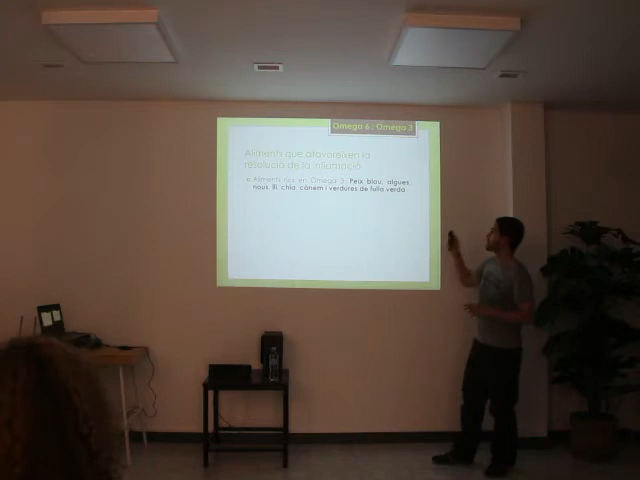 Omega 6 : Omega 3
Aliments que afavoreixen la
resolució de la inflamació
Aliments rics en Omega 3: Peix blau, algues,
nous, lli, chia, cànem i verdures de fulla verda